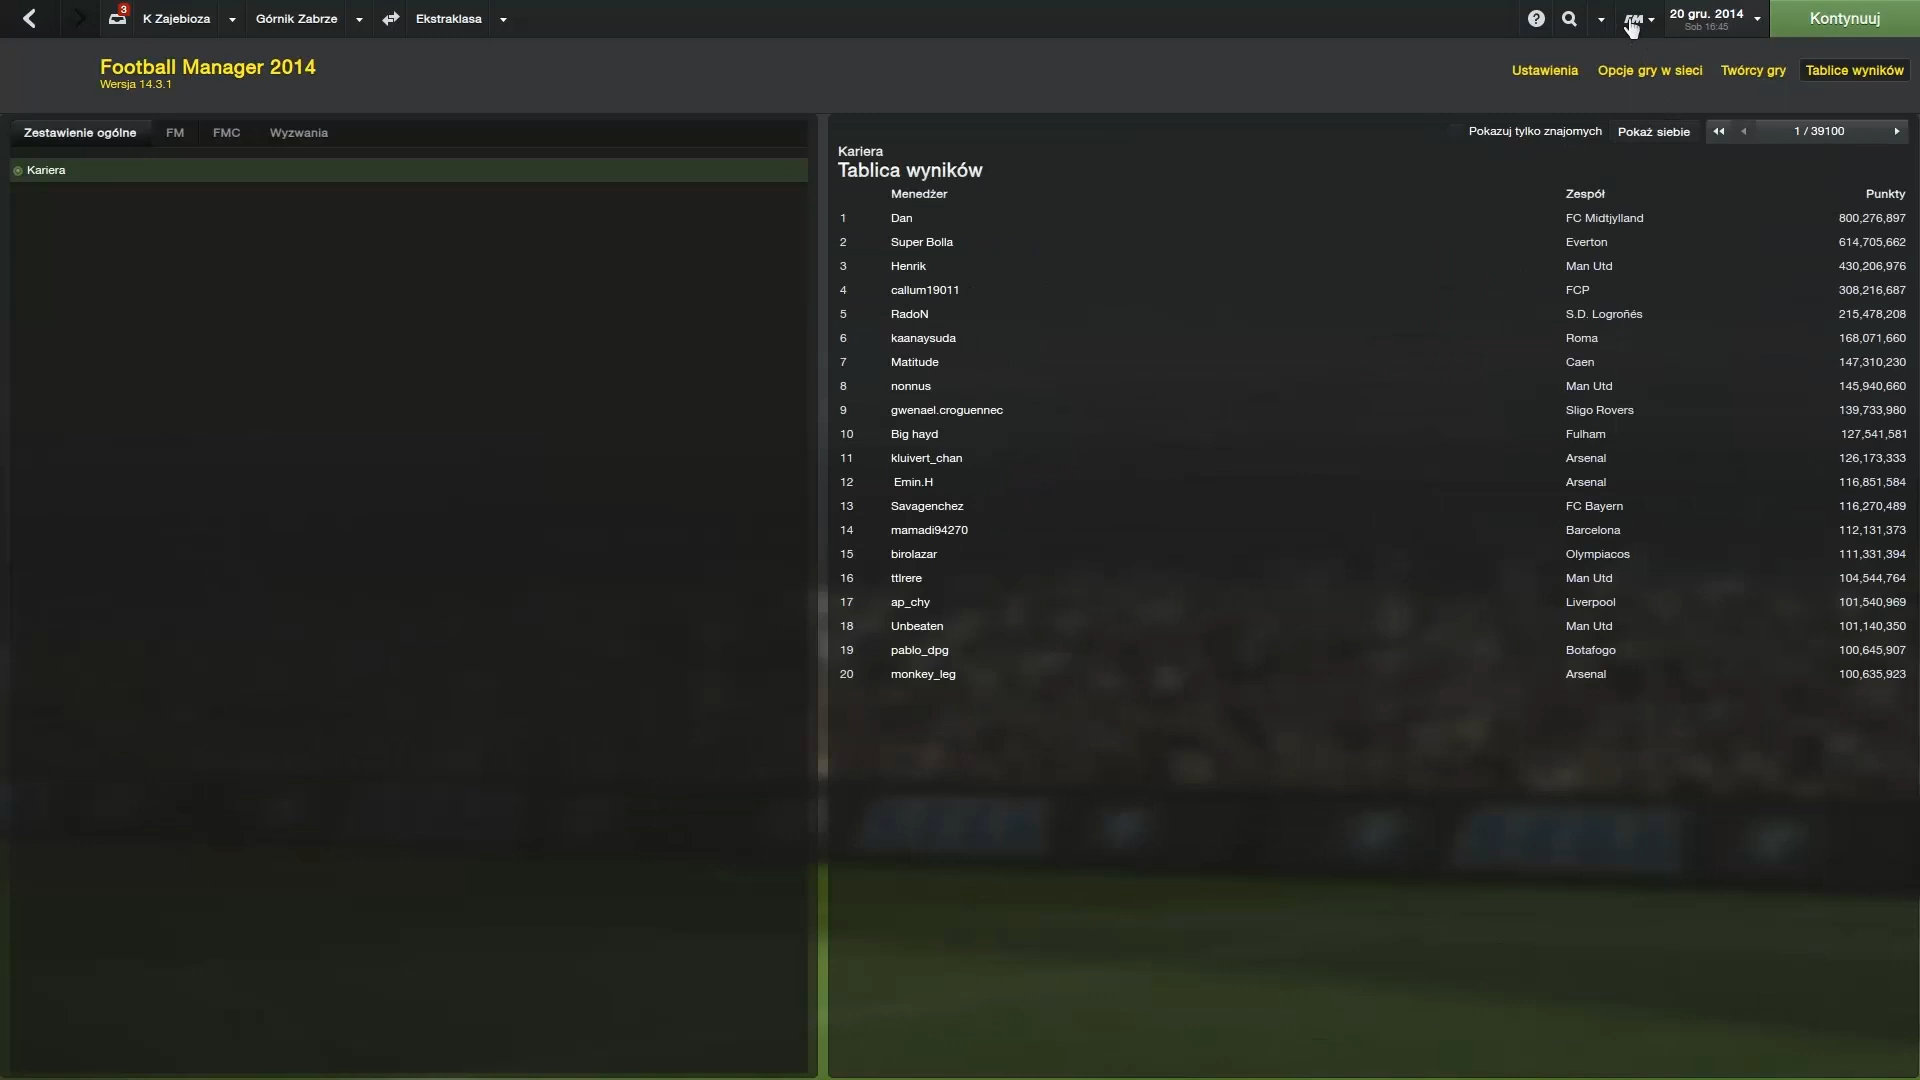 3 K Zajebioza Górnik Zabrze Ekstraklasa ? FM 20 gru. 2014 Kontynuuj
Sob 16:45
Football Manager 2014
Wersja 14.3.1
Ustawienia Opcje gry w sieci Twórcy gry Tablice wyników
Zestawienie ogólne FM FMC Wyzwania
Kariera
Pokazuj tylko znajomych Pokaż siebie 1 / 39100
Kariera
Tablica wyników
Menedżer Zespół Punkty
1 Dan FC Midtjylland 800,276,897
2 Super Bolla Everton 614,705,662
3 Henrik Man Utd 430,206,976
4 callum19011 FCP 308,216,687
5 RadoN S.D. Logroñés 215,478,208
6 kaanaysuda Roma 168,071,660
7 Matitude Caen 147,310,230
8 nonnus Man Utd 145,940,660
9 gwenael.croguennec Sligo Rovers 139,733,980
10 Big hayd Fulham 127,541,581
11 kluivert_chan Arsenal 126,173,333
12 Emin.H Arsenal 116,851,584
13 Savagenchez FC Bayern 116,270,489
14 mamadi94270 Barcelona 112,131,373
15 birolazar Olympiacos 111,331,394
16 ttlrere Man Utd 104,544,764
17 ap_chy Liverpool 101,540,969
18 Unbeaten Man Utd 101,140,350
19 pablo_dpg Botafogo 100,645,907
20 monkey_leg Arsenal 100,635,923